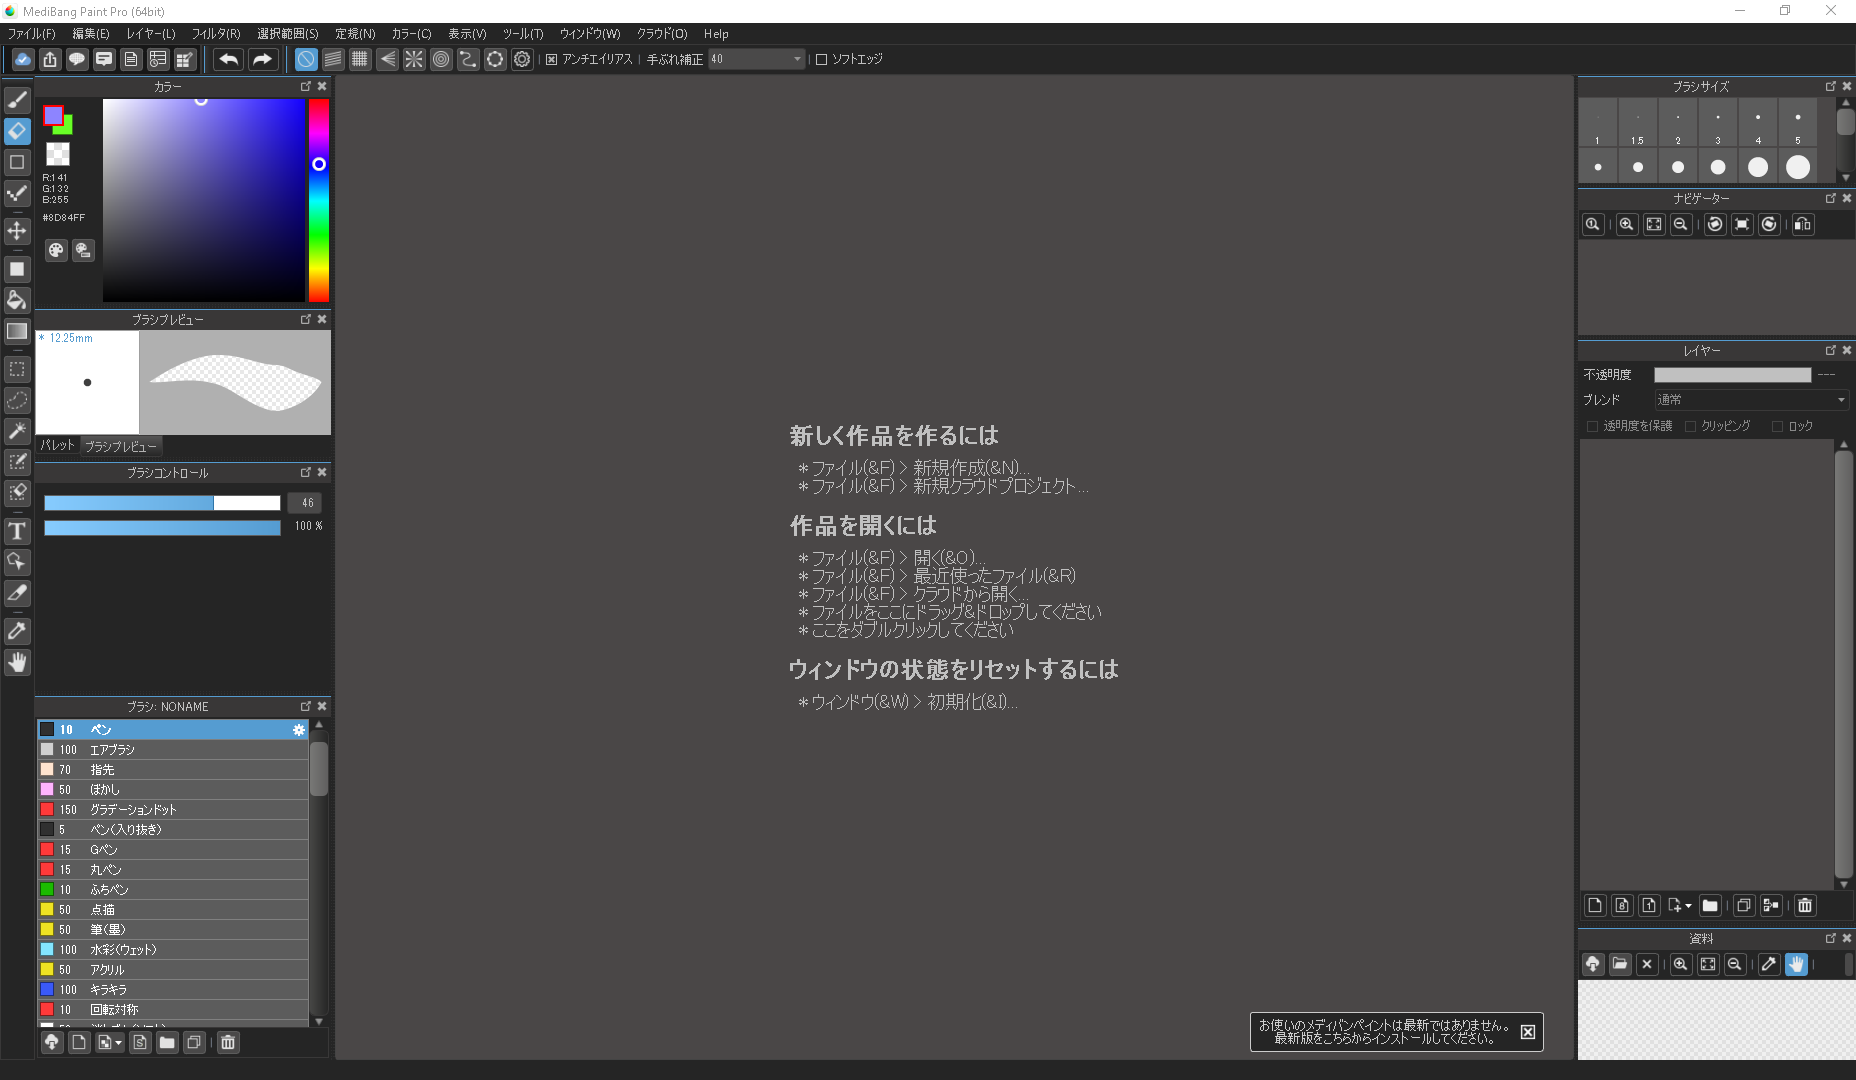 MediBang Paint Pro (64bit)
ファイル(F) 編集(E) レイヤー(L) フィルタ(R) 選択範囲(S) 定規(N) カラー(C) 表示(V) ツール(T) ウィンドウ(W) クラウド(O) Help
アンチエイリアス 手ぶれ補正 40 ソフトエッジ
カラー
R:141
G:132
B:255
#8D84FF
ブラシプレビュー
* 12.25mm
パレット ブラシプレビュー
ブラシコントロール
46
100 %
ブラシ: NONAME
10 ペン
100 エアブラシ
70 指先
50 ぼかし
150 グラデーションドット
5 ペン(入り抜き)
15 Gペン
15 丸ペン
10 ふちペン
50 点描
50 筆(墨)
100 水彩(ウェット)
50 アクリル
100 キラキラ
10 回転対称
新しく作品を作るには
*ファイル(&F) > 新規作成(&N)...
*ファイル(&F) > 新規クラウドプロジェクト...
作品を開くには
*ファイル(&F) > 開く(&O)...
*ファイル(&F) > 最近使ったファイル(&R)
*ファイル(&F) > クラウドから開く...
*ファイルをここにドラッグ&ドロップしてください
*ここをダブルクリックしてください
ウィンドウの状態をリセットするには
*ウィンドウ(&W) > 初期化(&I)...
お使いのメディバンペイントは最新ではありません。
最新版をこちらからインストールしてください。
ブラシサイズ
1 1.5 2 3 4 5
ナビゲーター
レイヤー
不透明度 ---
ブレンド 通常
透明度を保護 クリッピング ロック
資料